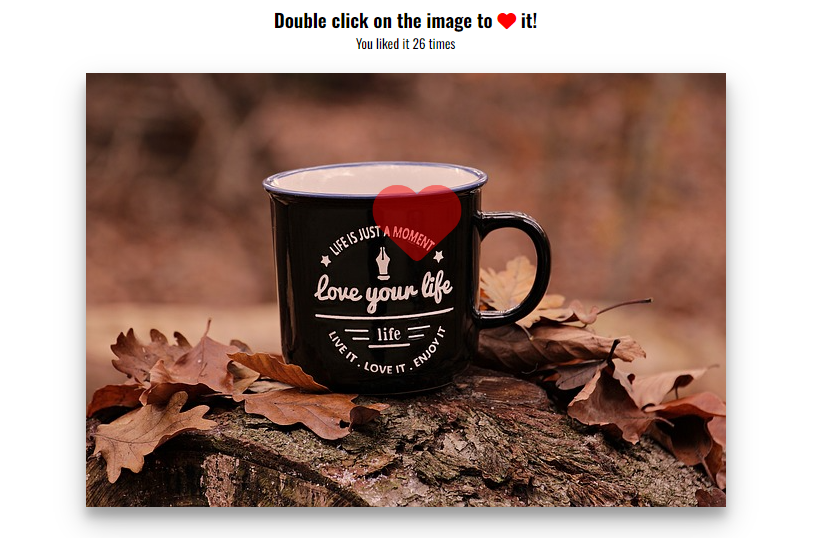 Double click on the image to ❤ it!
You liked it 26 times
LIFE IS JUST A MOMENT
love your life
life
LIVE IT . LOVE IT . ENJOY IT